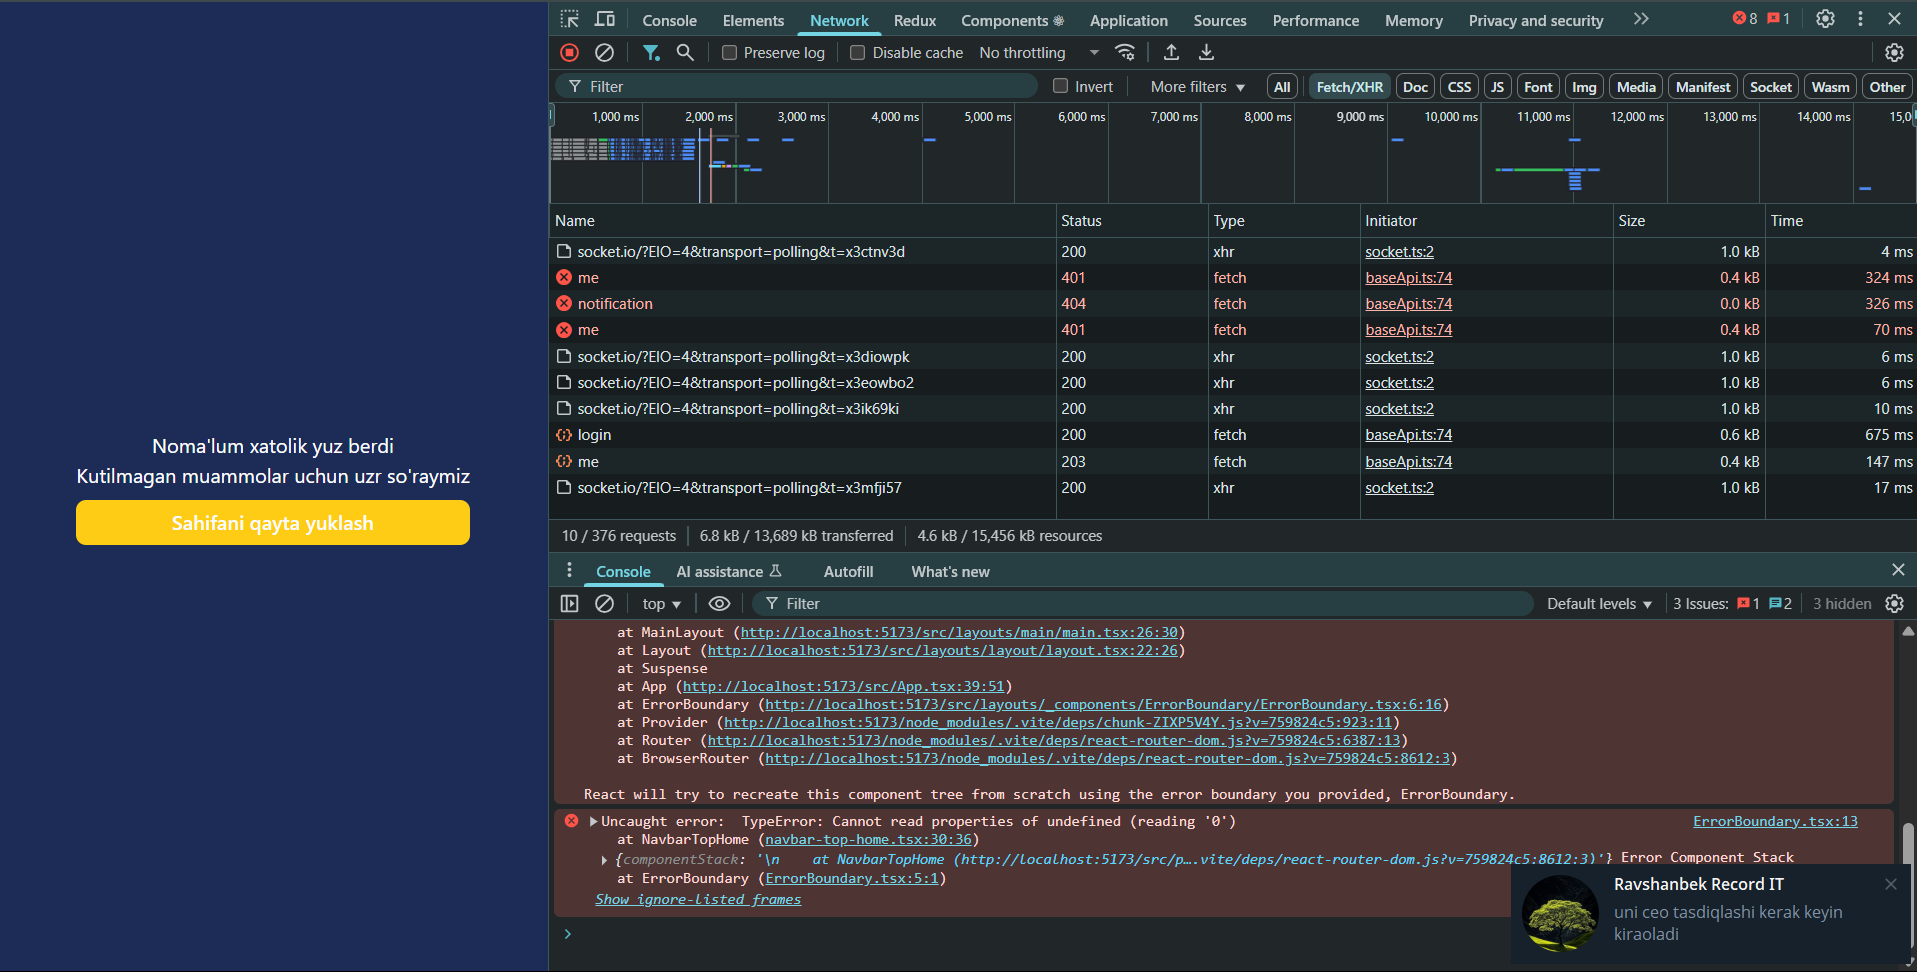 Noma'lum xatolik yuz berdi
Kutilmagan muammolar uchun uzr so'raymiz
Sahifani qayta yuklash
Console Elements Network Redux Components Application Sources Performance Memory Privacy and security 8 1
Preserve log Disable cache No throttling
Filter Invert More filters All Fetch/XHR Doc CSS JS Font Img Media Manifest Socket Wasm Other
1,000 ms 2,000 ms 3,000 ms 4,000 ms 5,000 ms 6,000 ms 7,000 ms 8,000 ms 9,000 ms 10,000 ms 11,000 ms 12,000 ms 13,000 ms 14,000 ms 15,0
Name Status Type Initiator Size Time
socket.io/?EIO=4&transport=polling&t=x3ctnv3d 200 xhr socket.ts:2 1.0 kB 4 ms
me 401 fetch baseApi.ts:74 0.4 kB 324 ms
notification 404 fetch baseApi.ts:74 0.0 kB 326 ms
me 401 fetch baseApi.ts:74 0.4 kB 70 ms
socket.io/?EIO=4&transport=polling&t=x3diowpk 200 xhr socket.ts:2 1.0 kB 6 ms
socket.io/?EIO=4&transport=polling&t=x3eowbo2 200 xhr socket.ts:2 1.0 kB 6 ms
socket.io/?EIO=4&transport=polling&t=x3ik69ki 200 xhr socket.ts:2 1.0 kB 10 ms
login 200 fetch baseApi.ts:74 0.6 kB 675 ms
me 203 fetch baseApi.ts:74 0.4 kB 147 ms
socket.io/?EIO=4&transport=polling&t=x3mfji57 200 xhr socket.ts:2 1.0 kB 17 ms
10 / 376 requests 6.8 kB / 13,689 kB transferred 4.6 kB / 15,456 kB resources
Console AI assistance Autofill What's new
top Filter Default levels 3 Issues: 1 2 3 hidden
at MainLayout (http://localhost:5173/src/layouts/main/main.tsx:26:30)
at Layout (http://localhost:5173/src/layouts/layout/layout.tsx:22:26)
at Suspense
at App (http://localhost:5173/src/App.tsx:39:51)
at ErrorBoundary (http://localhost:5173/src/layouts/_components/ErrorBoundary/ErrorBoundary.tsx:6:16)
at Provider (http://localhost:5173/node_modules/.vite/deps/chunk-ZIXP5V4Y.js?v=759824c5:923:11)
at Router (http://localhost:5173/node_modules/.vite/deps/react-router-dom.js?v=759824c5:6387:13)
at BrowserRouter (http://localhost:5173/node_modules/.vite/deps/react-router-dom.js?v=759824c5:8612:3)
React will try to recreate this component tree from scratch using the error boundary you provided, ErrorBoundary.
Uncaught error: TypeError: Cannot read properties of undefined (reading '0') ErrorBoundary.tsx:13
at NavbarTopHome (navbar-top-home.tsx:30:36)
{componentStack: '\n at NavbarTopHome (http://localhost:5173/src/p….vite/deps/react-router-dom.js?v=759824c5:8612:3)'} Error Component Stack
at ErrorBoundary (ErrorBoundary.tsx:5:1)
Show ignore-listed frames
Ravshanbek Record IT
uni ceo tasdiqlashi kerak keyin
kiraoladi